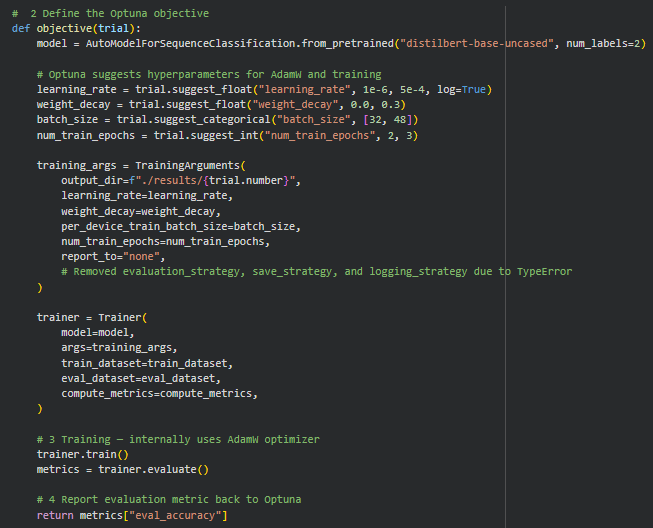 #  2 Define the Optuna objective
def objective(trial):
    model = AutoModelForSequenceClassification.from_pretrained("distilbert-base-uncased", num_labels=2)

    # Optuna suggests hyperparameters for AdamW and training
    learning_rate = trial.suggest_float("learning_rate", 1e-6, 5e-4, log=True)
    weight_decay = trial.suggest_float("weight_decay", 0.0, 0.3)
    batch_size = trial.suggest_categorical("batch_size", [32, 48])
    num_train_epochs = trial.suggest_int("num_train_epochs", 2, 3)

    training_args = TrainingArguments(
        output_dir=f"./results/{trial.number}",
        learning_rate=learning_rate,
        weight_decay=weight_decay,
        per_device_train_batch_size=batch_size,
        num_train_epochs=num_train_epochs,
        report_to="none",
        # Removed evaluation_strategy, save_strategy, and logging_strategy due to TypeError
    )

    trainer = Trainer(
        model=model,
        args=training_args,
        train_dataset=train_dataset,
        eval_dataset=eval_dataset,
        compute_metrics=compute_metrics,
    )

    # 3 Training — internally uses AdamW optimizer
    trainer.train()
    metrics = trainer.evaluate()

    # 4 Report evaluation metric back to Optuna
    return metrics["eval_accuracy"]